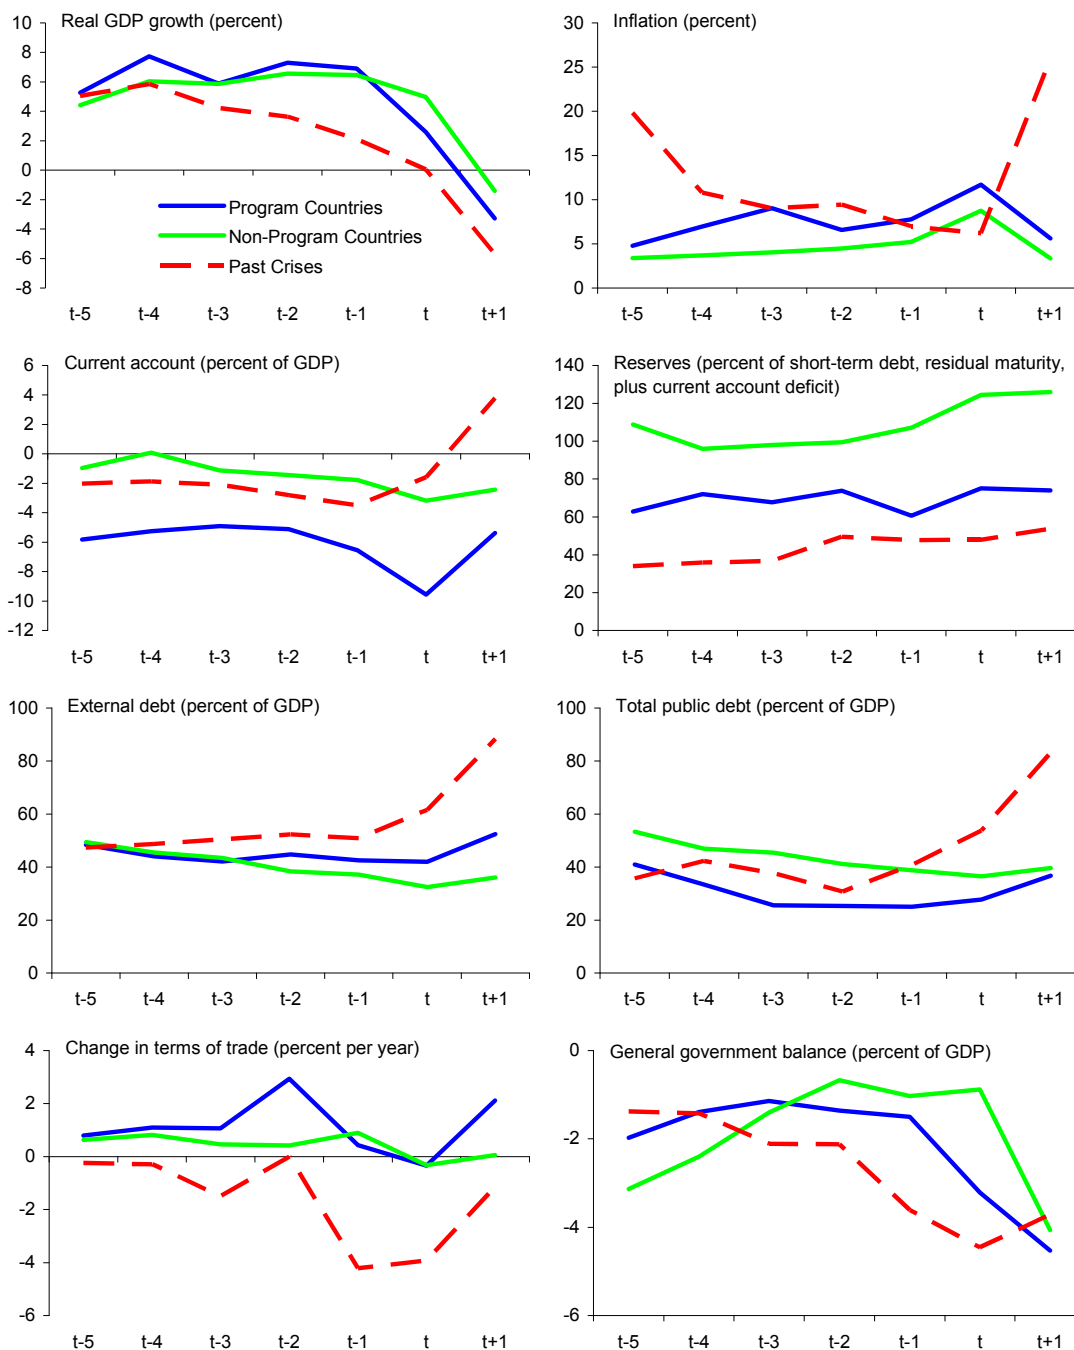 Real GDP growth (percent)
10
8
6
4
2
0
-2
-4
-6
-8
Program Countries
Non-Program Countries
Past Crises
t-5 t-4 t-3 t-2 t-1 t t+1
Inflation (percent)
30
25
20
15
10
5
0
t-5 t-4 t-3 t-2 t-1 t t+1
Current account (percent of GDP)
6
4
2
0
-2
-4
-6
-8
-10
-12
t-5 t-4 t-3 t-2 t-1 t t+1
Reserves (percent of short-term debt, residual maturity,
plus current account deficit)
140
120
100
80
60
40
20
0
t-5 t-4 t-3 t-2 t-1 t t+1
External debt (percent of GDP)
100
80
60
40
20
0
t-5 t-4 t-3 t-2 t-1 t t+1
Total public debt (percent of GDP)
100
80
60
40
20
0
t-5 t-4 t-3 t-2 t-1 t t+1
Change in terms of trade (percent per year)
4
2
0
-2
-4
-6
t-5 t-4 t-3 t-2 t-1 t t+1
General government balance (percent of GDP)
0
-2
-4
-6
t-5 t-4 t-3 t-2 t-1 t t+1